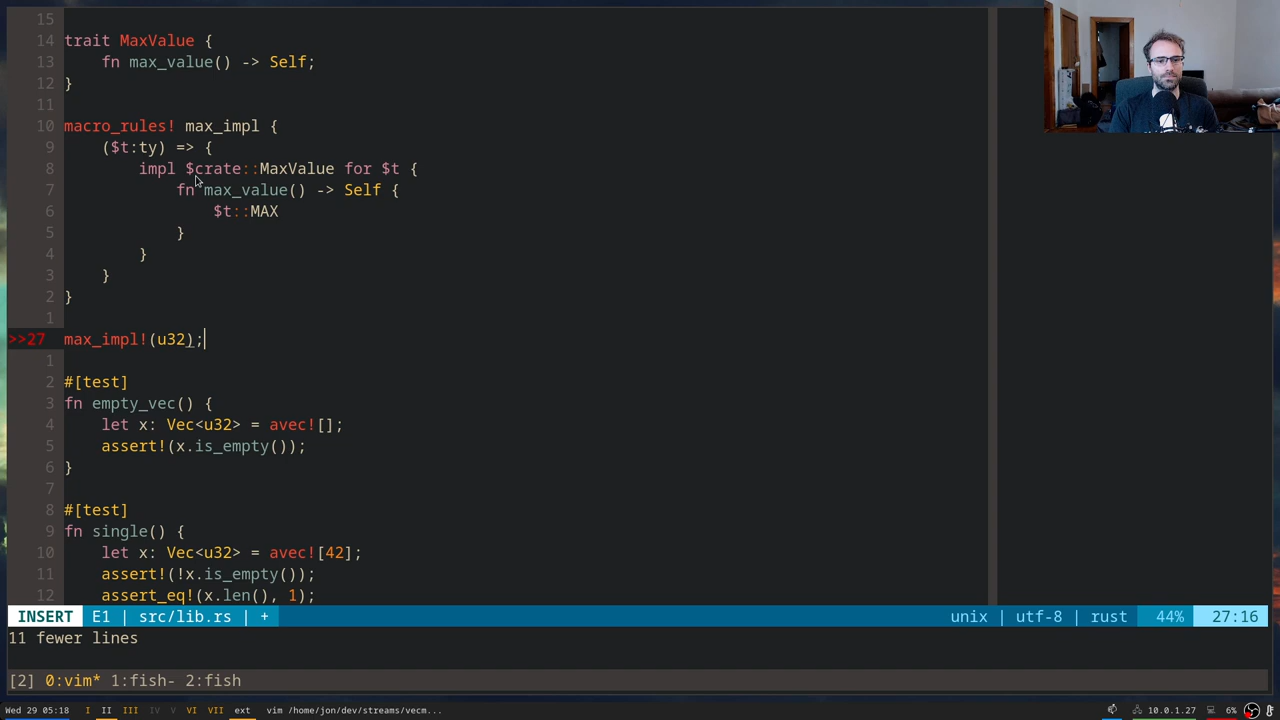 15
14 trait MaxValue {
13     fn max_value() -> Self;
12 }
11
10 macro_rules! max_impl {
9     ($t:ty) => {
8         impl $crate::MaxValue for $t {
7             fn max_value() -> Self {
6                 $t::MAX
5             }
4         }
3     }
2 }
1
>>27 max_impl!(u32);
1
2 #[test]
3 fn empty_vec() {
4     let x: Vec<u32> = avec![];
5     assert!(x.is_empty());
6 }
7
8 #[test]
9 fn single() {
10     let x: Vec<u32> = avec![42];
11     assert!(!x.is_empty());
12     assert_eq!(x.len(), 1);
INSERT E1 | src/lib.rs | + unix | utf-8 | rust 44% 27:16
11 fewer lines
[2] 0:vim* 1:fish- 2:fish
Wed 29 05:18 I II III IV V VI VII ext vim /home/jon/dev/streams/vecm... 10.0.1.27 6%